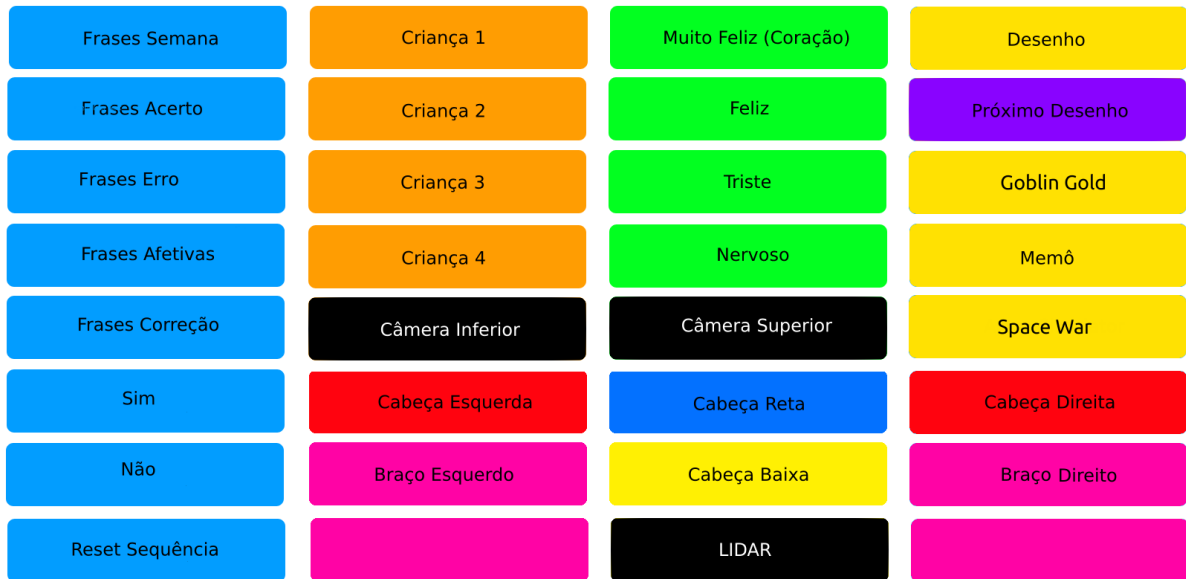 Frases Semana
Criança 1
Muito Feliz (Coração)
Desenho
Frases Acerto
Criança 2
Feliz
Próximo Desenho
Frases Erro
Criança 3
Triste
Goblin Gold
Frases Afetivas
Criança 4
Nervoso
Memô
Frases Correção
Câmera Inferior
Câmera Superior
Space War
Sim
Cabeça Esquerda
Cabeça Reta
Cabeça Direita
Não
Braço Esquerdo
Cabeça Baixa
Braço Direito
Reset Sequência
LIDAR